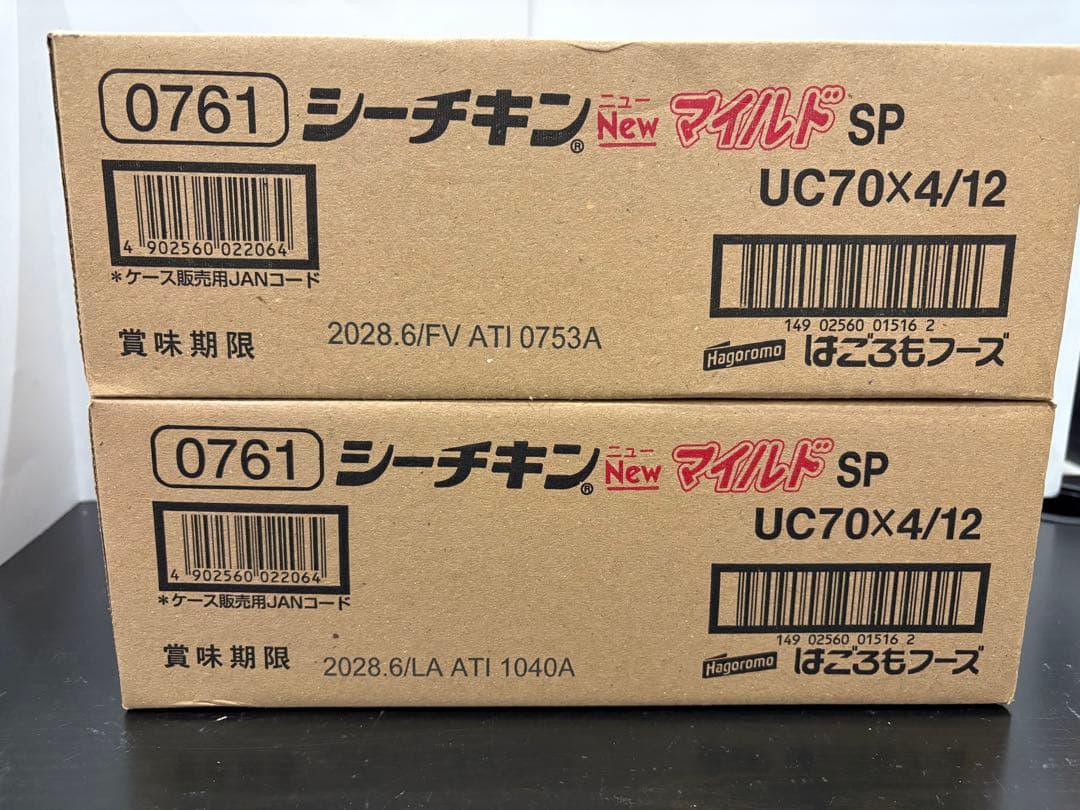 0761 シーチキン® ニュー New マイルド SP
UC70×4/12
4 902560 022064
*ケース販売用JANコード
149 02560 01516 2
賞味期限 2028.6/FV ATI 0753A
Hagoromo はごろもフーズ
0761 シーチキン® ニュー New マイルド SP
UC70×4/12
4 902560 022064
*ケース販売用JANコード
149 02560 01516 2
賞味期限 2028.6/LA ATI 1040A
Hagoromo はごろもフーズ